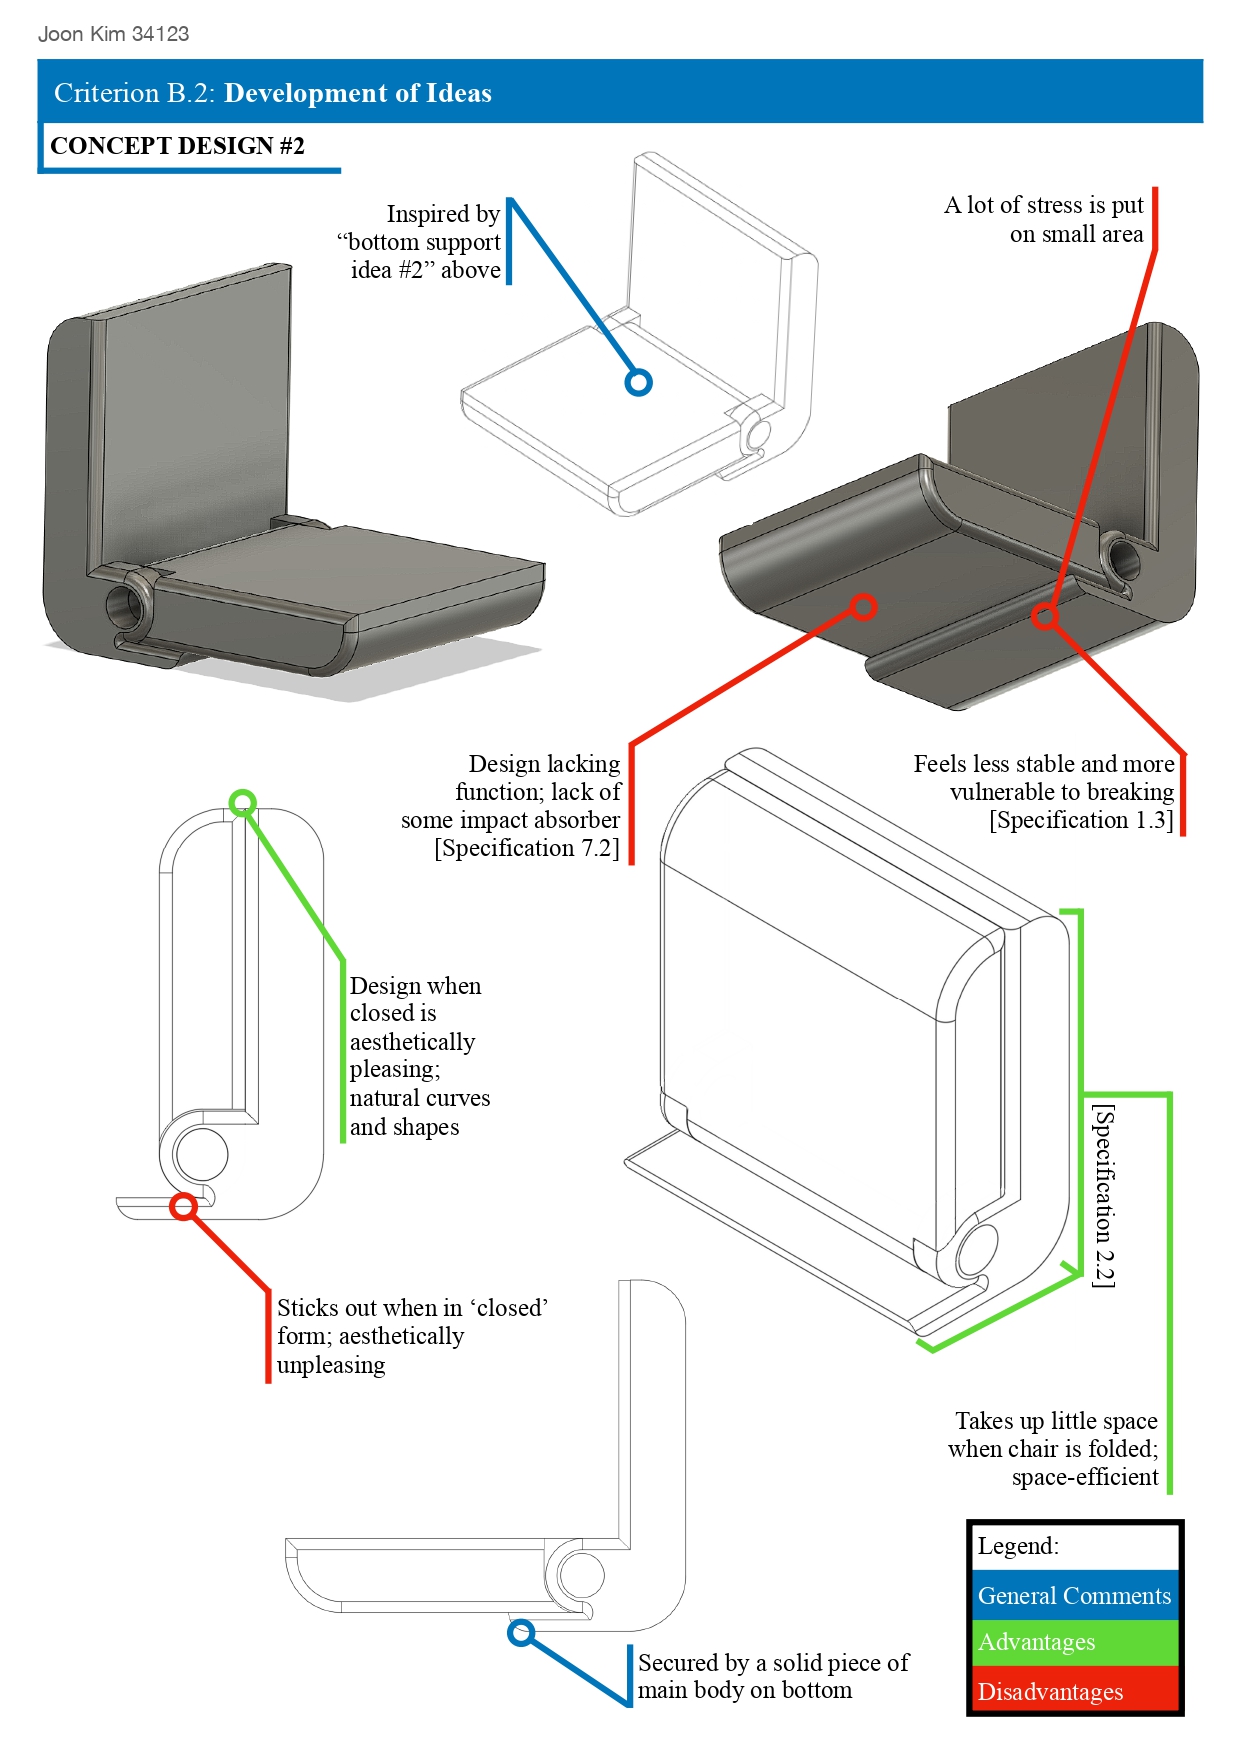 Joon Kim 34123
Criterion B.2: Development of Ideas
CONCEPT DESIGN #2
Inspired by
“bottom support
idea #2” above
A lot of stress is put
on small area
Design lacking
function; lack of
some impact absorber
[Specification 7.2]
Feels less stable and more
vulnerable to breaking
[Specification 1.3]
Design when
closed is
aesthetically
pleasing;
natural curves
and shapes
[Specification 2.2]
Sticks out when in ‘closed’
form; aesthetically
unpleasing
Takes up little space
when chair is folded;
space-efficient
Secured by a solid piece of
main body on bottom
Legend:
General Comments
Advantages
Disadvantages